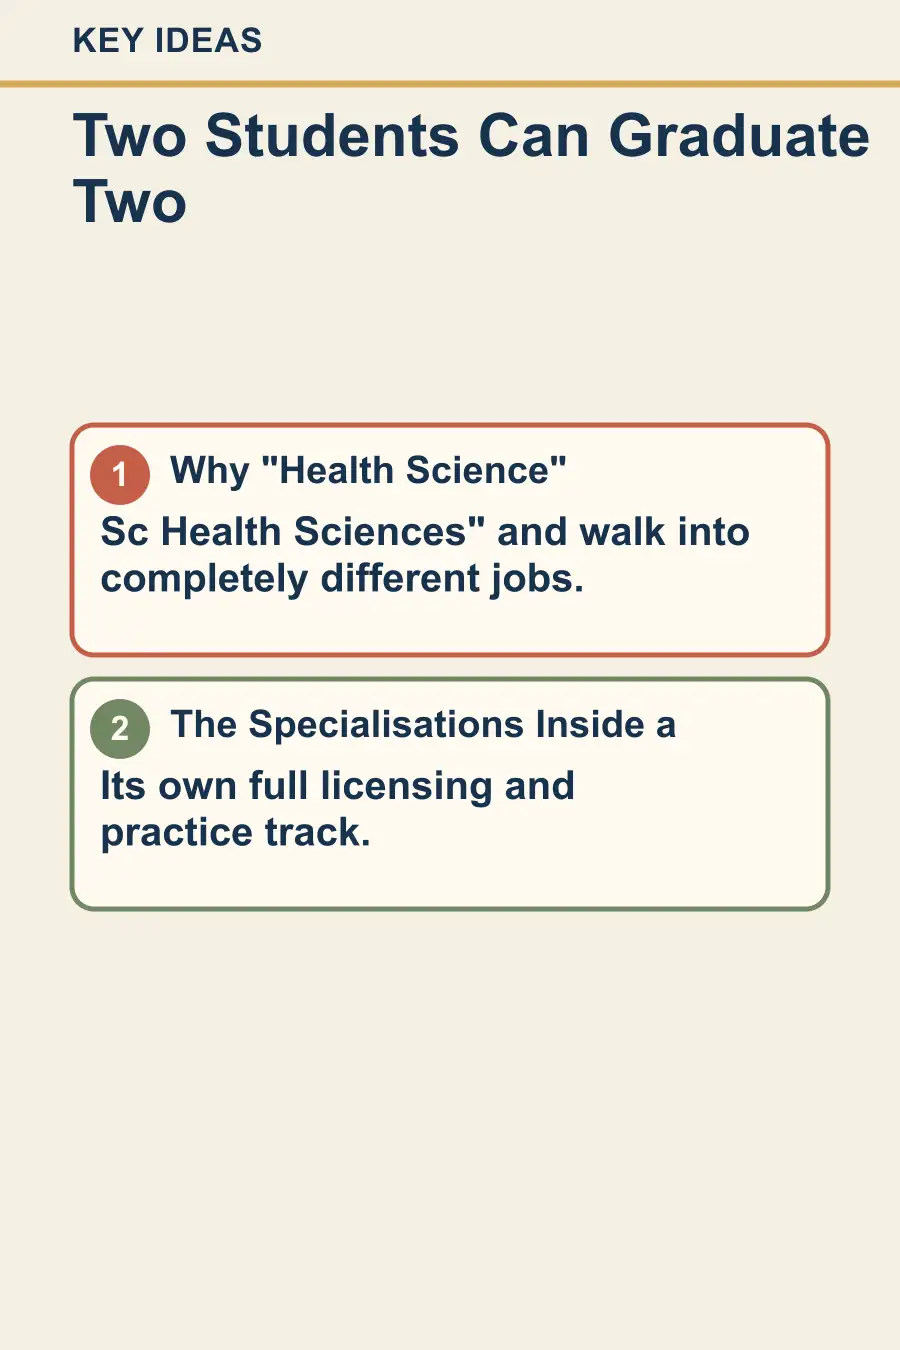 KEY IDEAS
Two Students Can Graduate
Two
1 Why "Health Science"
Sc Health Sciences" and walk into
completely different jobs.
2 The Specialisations Inside a
Its own full licensing and
practice track.